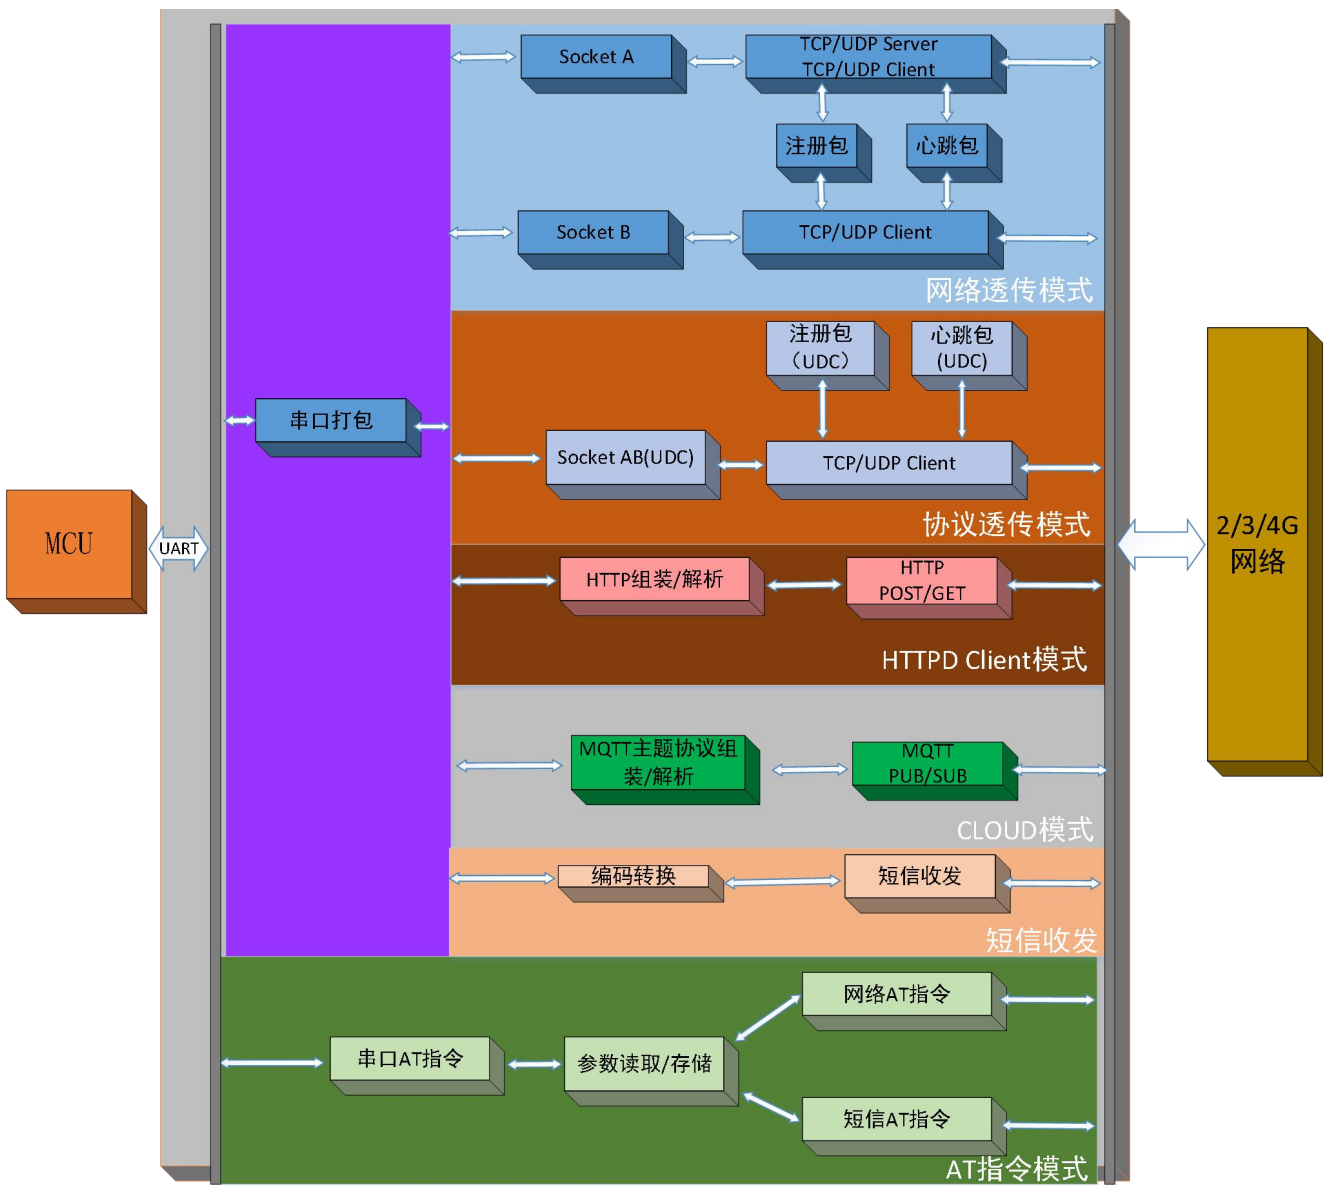 Socket A
TCP/UDP Server
TCP/UDP Client
注册包
心跳包
Socket B
TCP/UDP Client
网络透传模式
注册包
（UDC）
心跳包
(UDC)
串口打包
Socket AB(UDC)
TCP/UDP Client
协议透传模式
MCU
UART
2/3/4G
网络
HTTP组装/解析
HTTP
POST/GET
HTTPD Client模式
MQTT主题协议组
装/解析
MQTT
PUB/SUB
CLOUD模式
编码转换
短信收发
短信收发
网络AT指令
串口AT指令
参数读取/存储
短信AT指令
AT指令模式